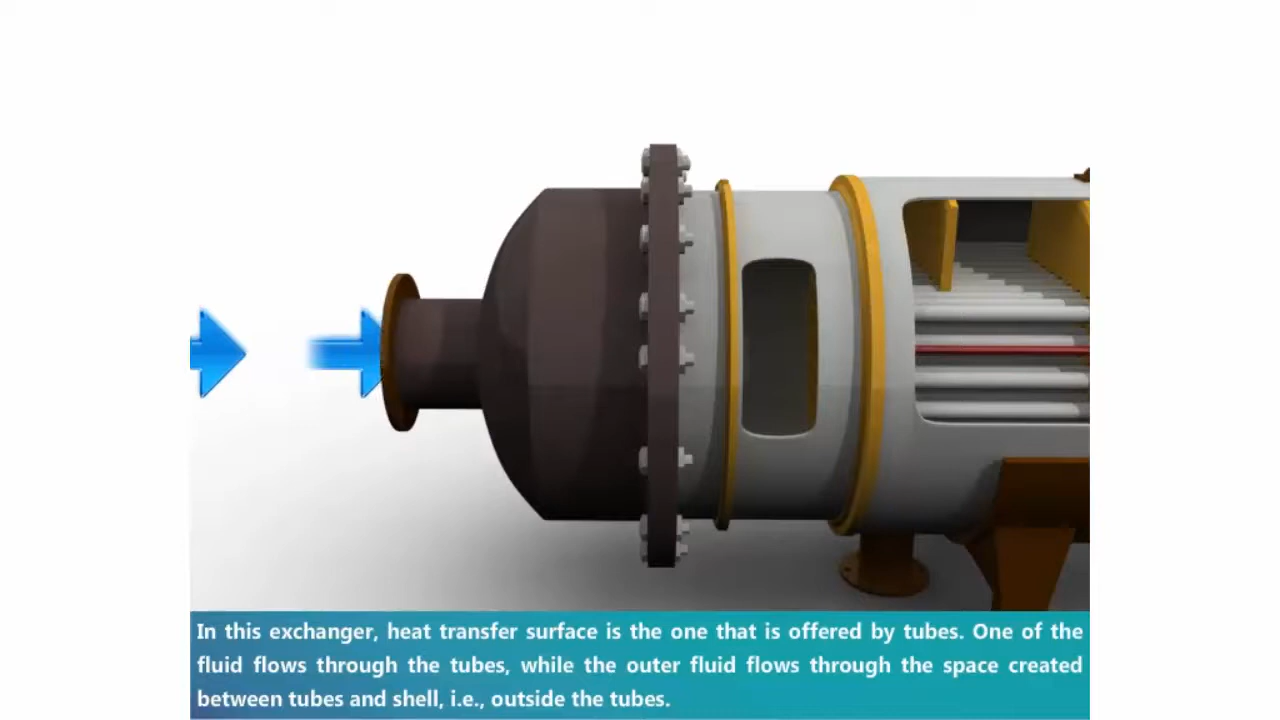 In this exchanger, heat transfer surface is the one that is offered by tubes. One of the
fluid flows through the tubes, while the outer fluid flows through the space created
between tubes and shell, i.e., outside the tubes.